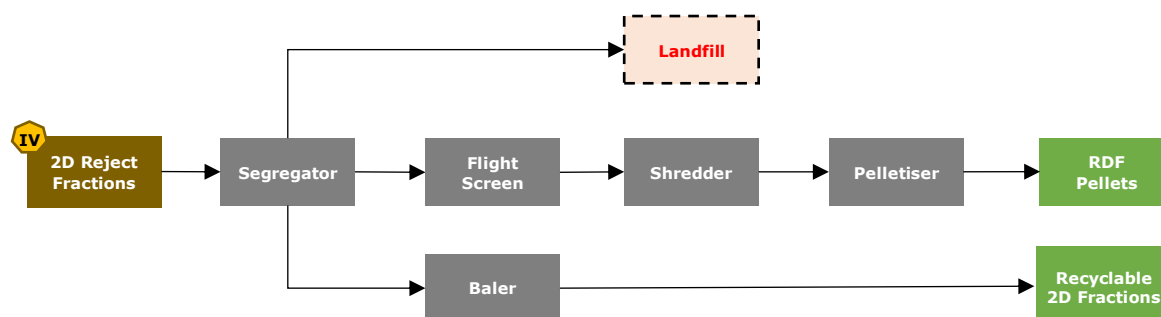 Landfill
IV
2D Reject
Fractions
Segregator
Flight
Screen
Shredder
Pelletiser
RDF
Pellets
Baler
Recyclable
2D Fractions